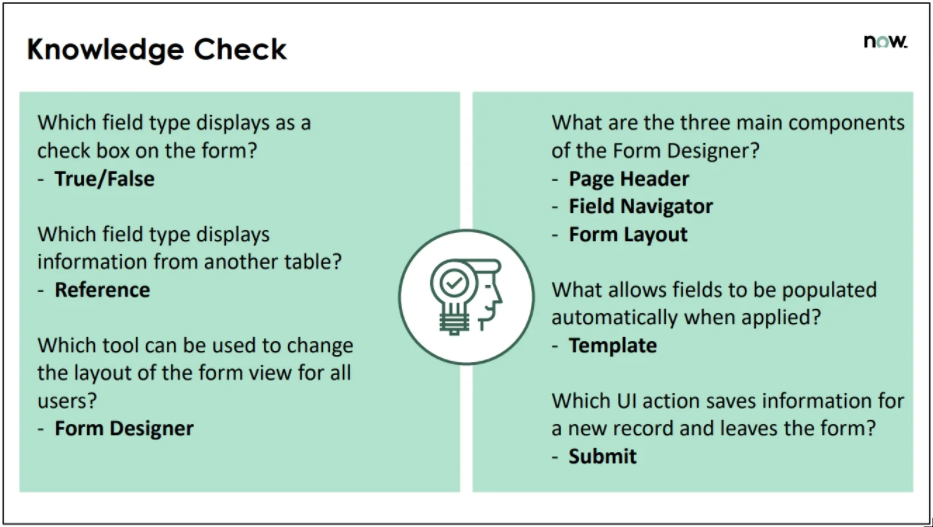 Knowledge Check
now.
Which field type displays as a
check box on the form?
- True/False
Which field type displays
information from another table?
- Reference
Which tool can be used to change
the layout of the form view for all
users?
- Form Designer
What are the three main components
of the Form Designer?
- Page Header
- Field Navigator
- Form Layout
What allows fields to be populated
automatically when applied?
- Template
Which UI action saves information for
a new record and leaves the form?
- Submit